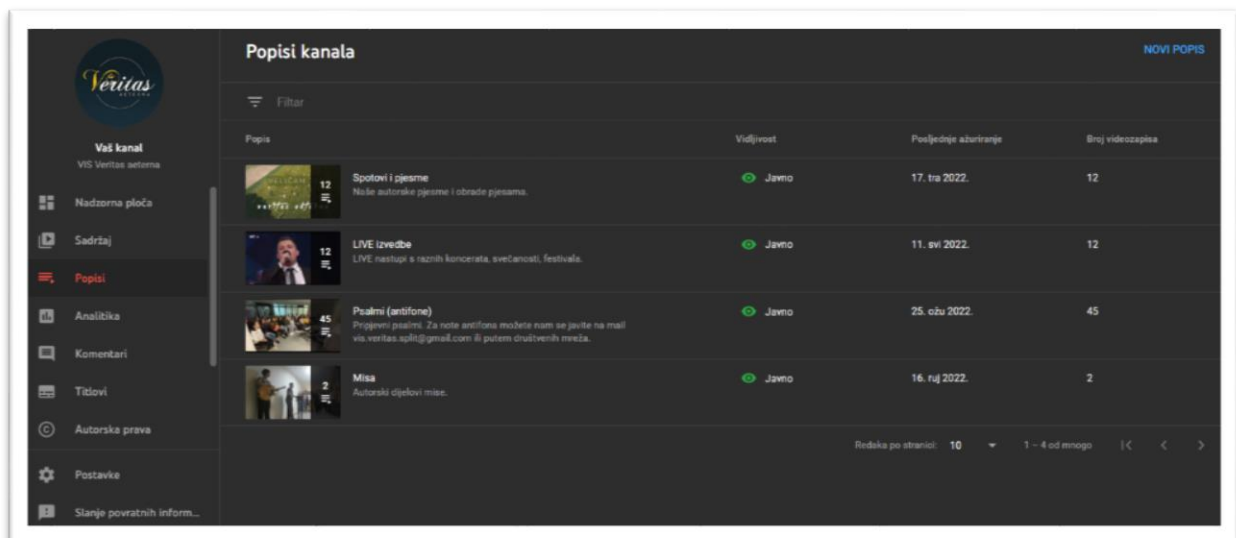 Veritas
AETERNA
Vaš kanal
VIS Veritas aeterna
Nadzorna ploča
Sadržaj
Popisi
Analitika
Komentari
Titlovi
Autorska prava
Postavke
Slanje povratnih inform...
Popisi kanala
NOVI POPIS
Filtar
Popis
Vidljivost
Posljednje ažuriranje
Broj videozapisa
12
Spotovi i pjesme
Naše autorske pjesme i obrade pjesama.
Javno
17. tra 2022.
12
12
LIVE izvedbe
LIVE nastupi s raznih koncerata, svečanosti, festivala.
Javno
11. svi 2022.
12
45
Psalmi (antifone)
Pripjevni psalmi. Za note antifona možete nam se javite na mail
vis.veritas.split@gmail.com ili putem društvenih mreža.
Javno
25. ožu 2022.
45
2
Misa
Autorski dijelovi mise.
Javno
16. ruj 2022.
2
Redaka po stranici: 10
1 – 4 od mnogo